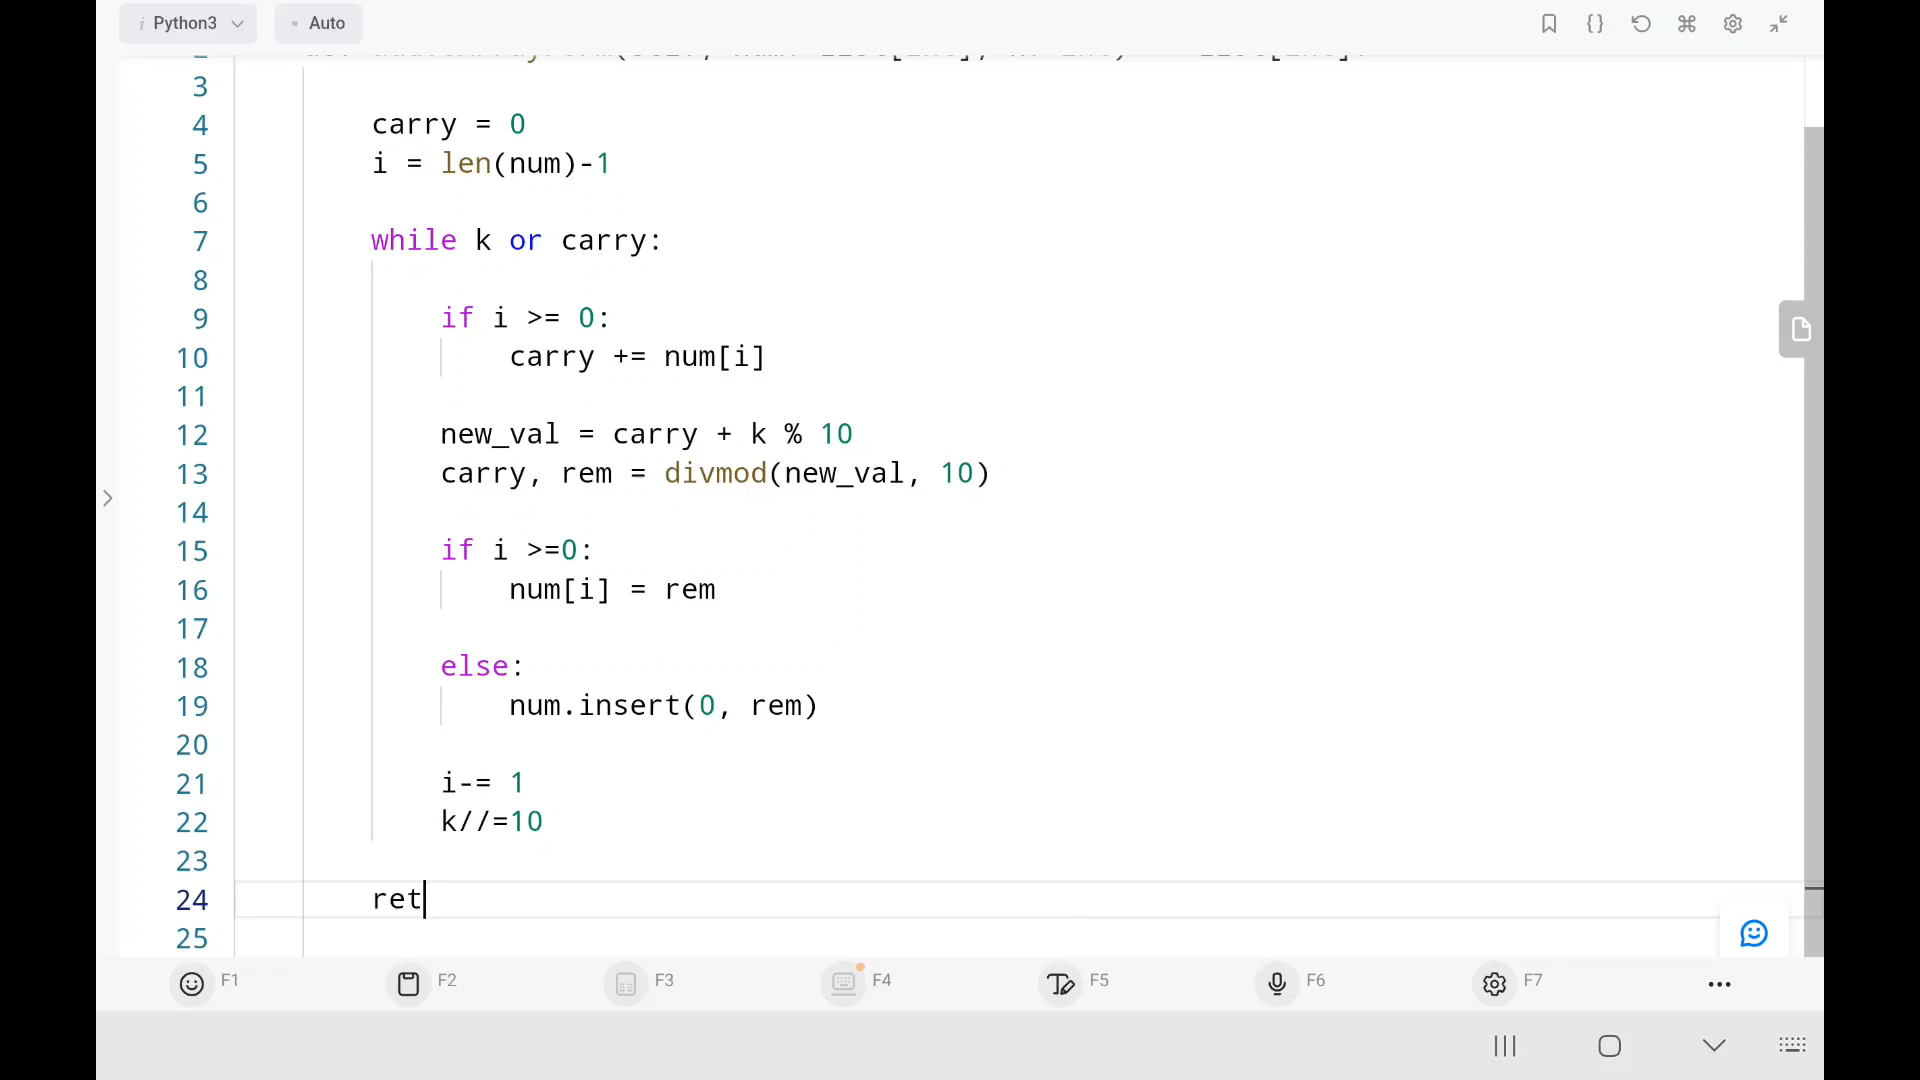 Python3
Auto
3
4 carry = 0
5 i = len(num)-1
6
7 while k or carry:
8
9 if i >= 0:
10 carry += num[i]
11
12 new_val = carry + k % 10
13 carry, rem = divmod(new_val, 10)
14
15 if i >=0:
16 num[i] = rem
17
18 else:
19 num.insert(0, rem)
20
21 i-= 1
22 k//=10
23
24 ret
25
F1 F2 F3 F4 F5 F6 F7